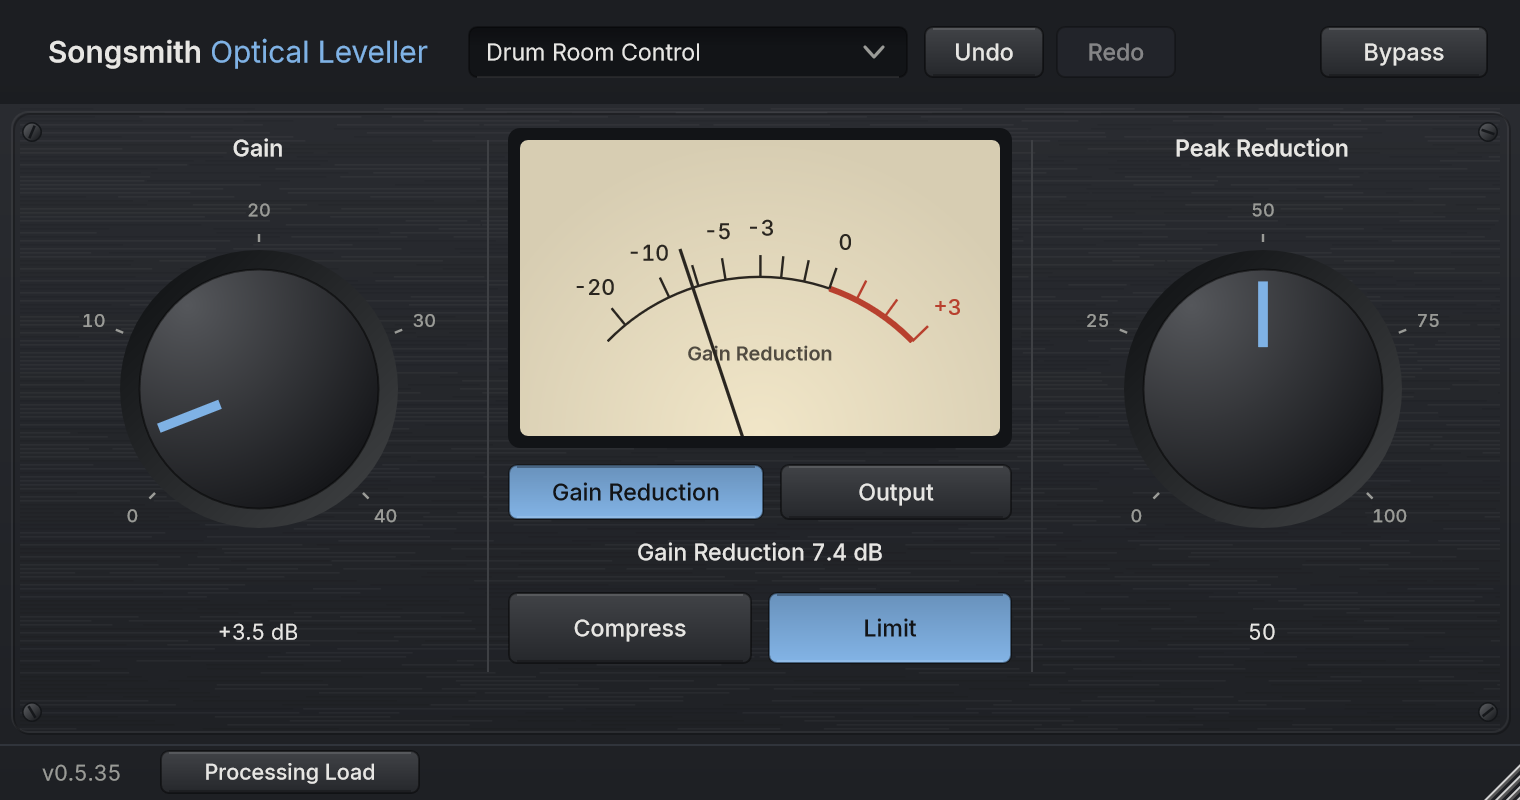 Songsmith Optical Leveller
Drum Room Control
Undo
Redo
Bypass
Gain
20
10
30
0
40
+3.5 dB
-20
-10
-5
-3
0
+3
Gain Reduction
Gain Reduction
Output
Gain Reduction 7.4 dB
Compress
Limit
Peak Reduction
50
25
75
0
100
50
v0.5.35
Processing Load